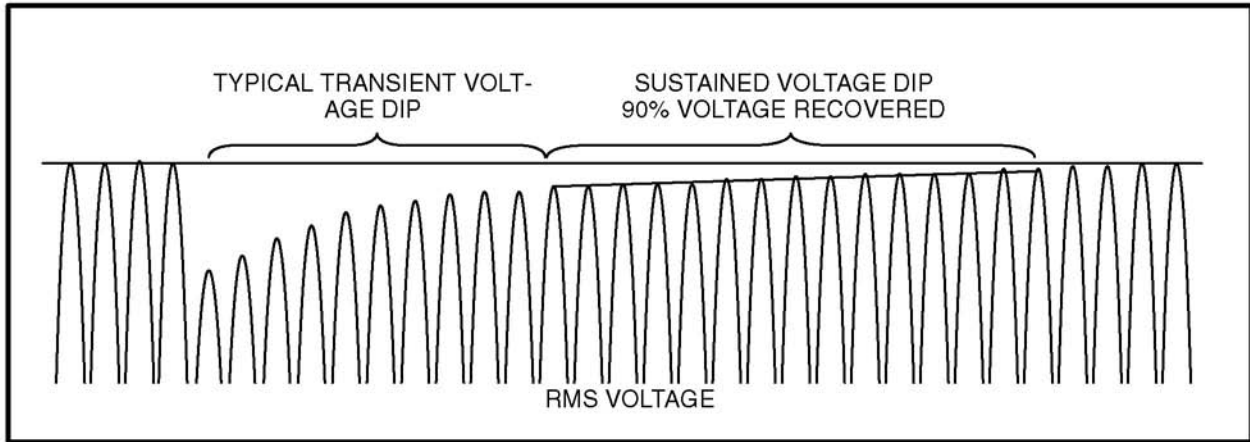 TYPICAL TRANSIENT VOLT-
AGE DIP
SUSTAINED VOLTAGE DIP
90% VOLTAGE RECOVERED
RMS VOLTAGE